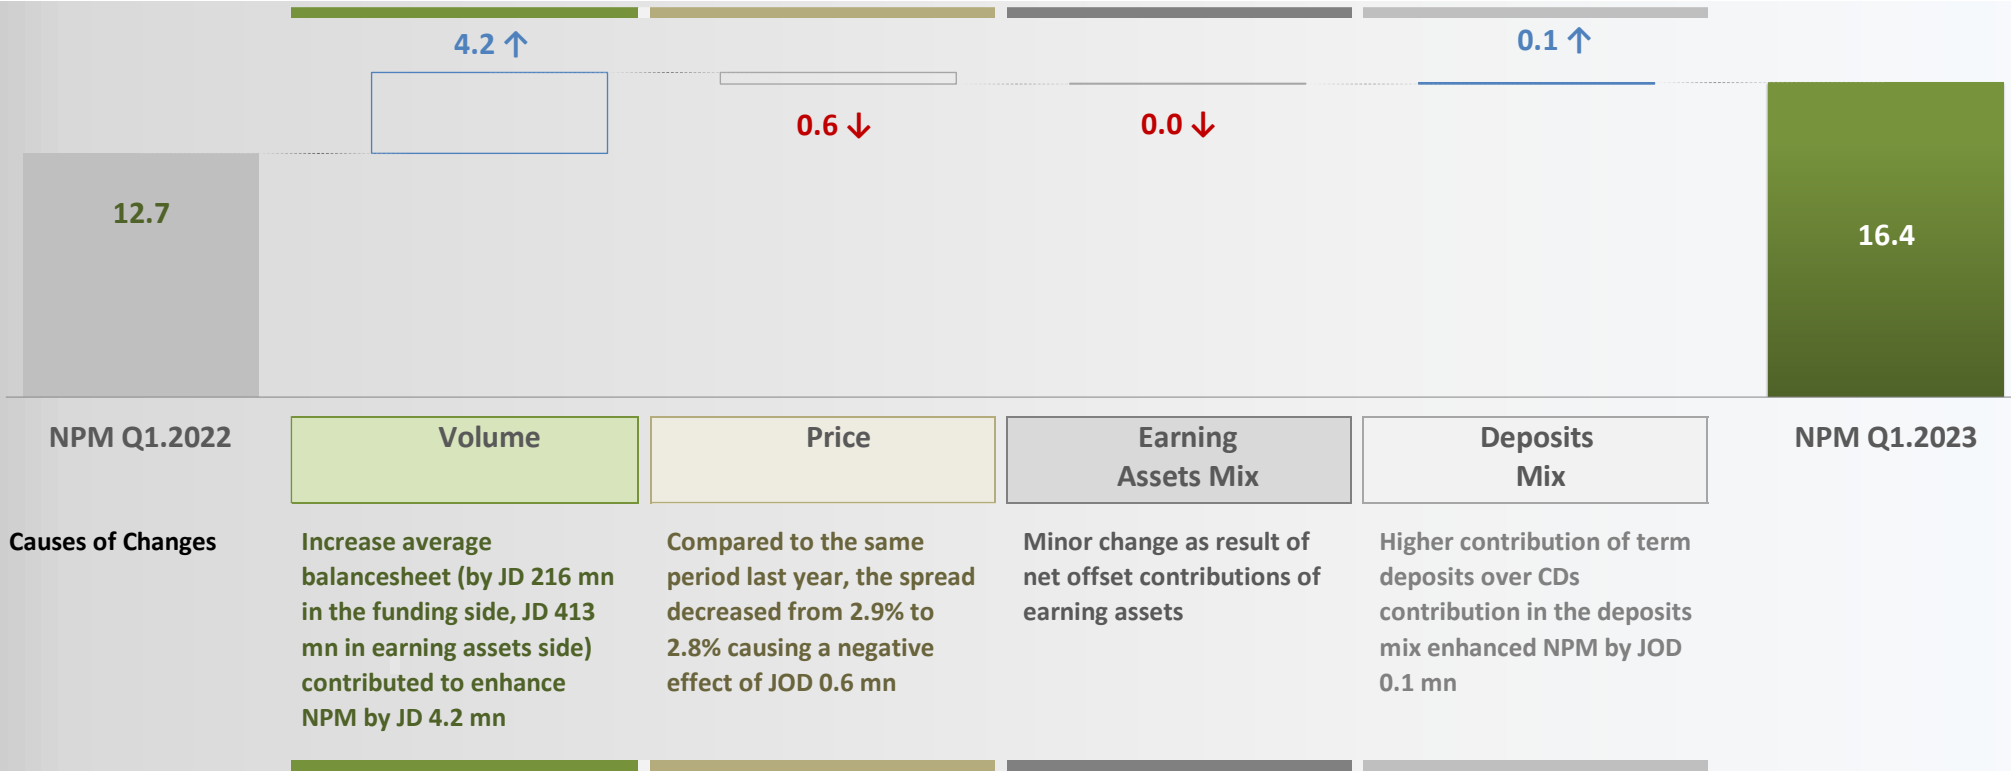 4.2 ↑
0.1 ↑
0.6 ↓
0.0 ↓
12.7
16.4
NPM Q1.2022
Volume
Price
Earning
Assets Mix
Deposits
Mix
NPM Q1.2023
Causes of Changes
Increase average
balancesheet (by JD 216 mn
in the funding side, JD 413
mn in earning assets side)
contributed to enhance
NPM by JD 4.2 mn
Compared to the same
period last year, the spread
decreased from 2.9% to
2.8% causing a negative
effect of JOD 0.6 mn
Minor change as result of
net offset contributions of
earning assets
Higher contribution of term
deposits over CDs
contribution in the deposits
mix enhanced NPM by JOD
0.1 mn